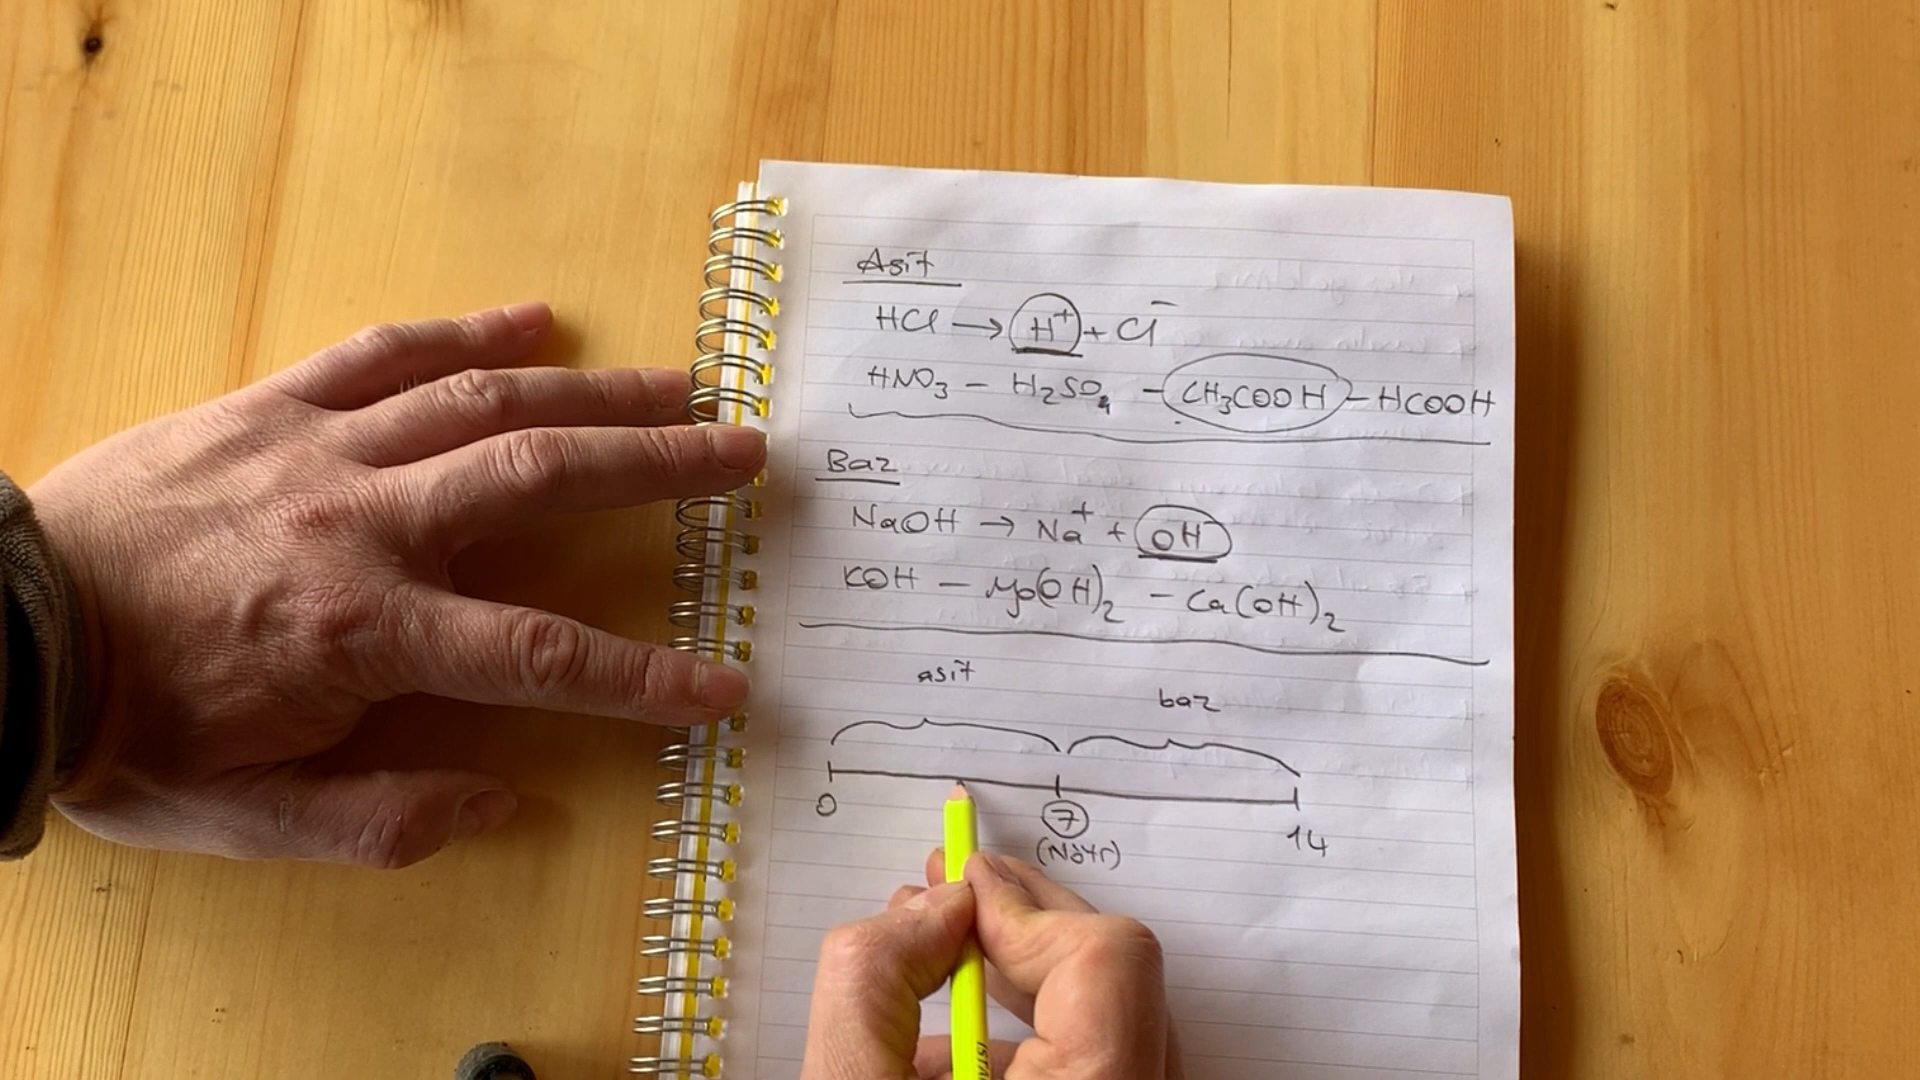 Asit
HCl → H⁺ + Cl⁻
HNO₃ – H₂SO₄ – CH₃COOH – HCOOH
Baz
NaOH → Na⁺ + OH⁻
KOH – Mg(OH)₂ – Ca(OH)₂
asit baz
0 7 14
(Nötr)